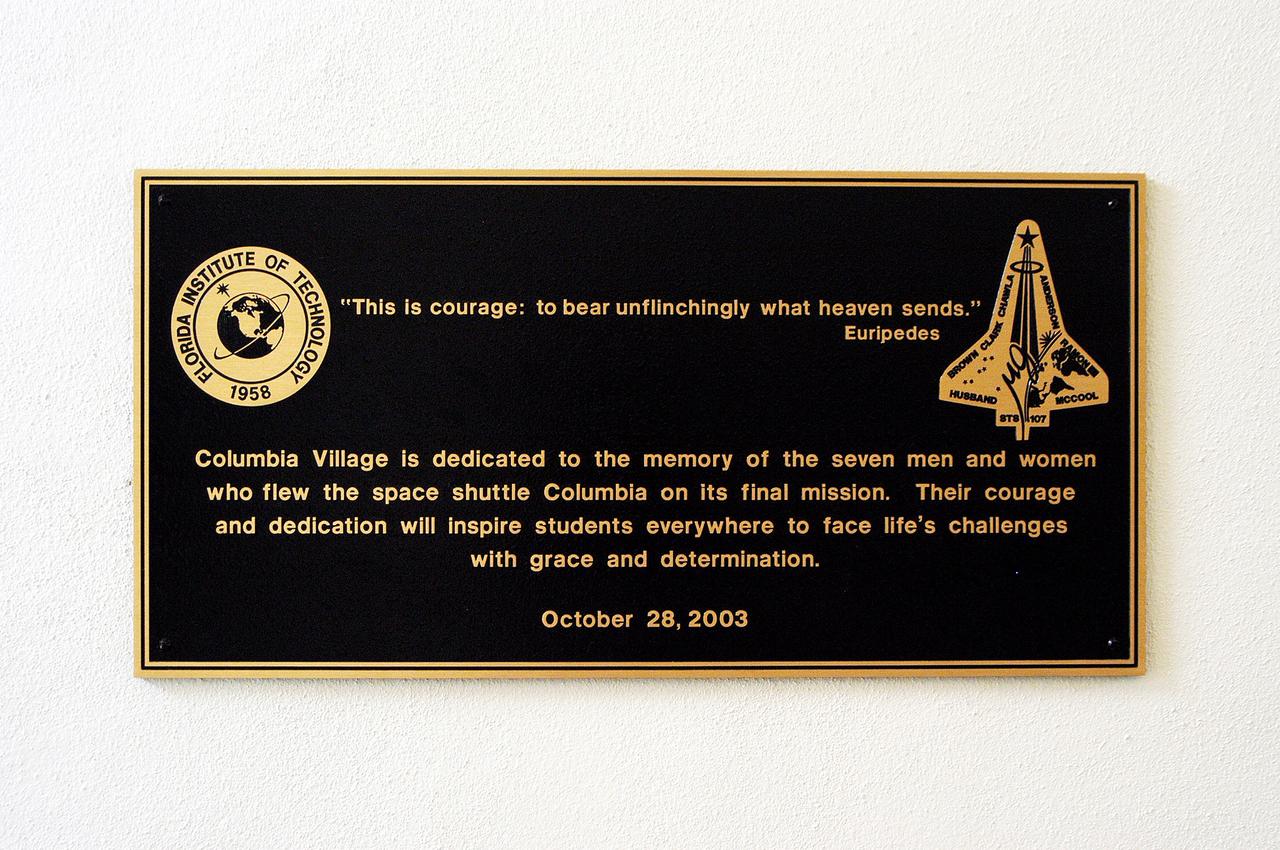 FLORIDA INSTITUTE OF TECHNOLOGY
1958
"This is courage: to bear unflinchingly what heaven sends."
Euripedes
BROWN CLARK CHAWLA
ANDERSON
RAMON
HUSBAND
MCCOOL
STS 107
Columbia Village is dedicated to the memory of the seven men and women
who flew the space shuttle Columbia on its final mission. Their courage
and dedication will inspire students everywhere to face life's challenges
with grace and determination.
October 28, 2003